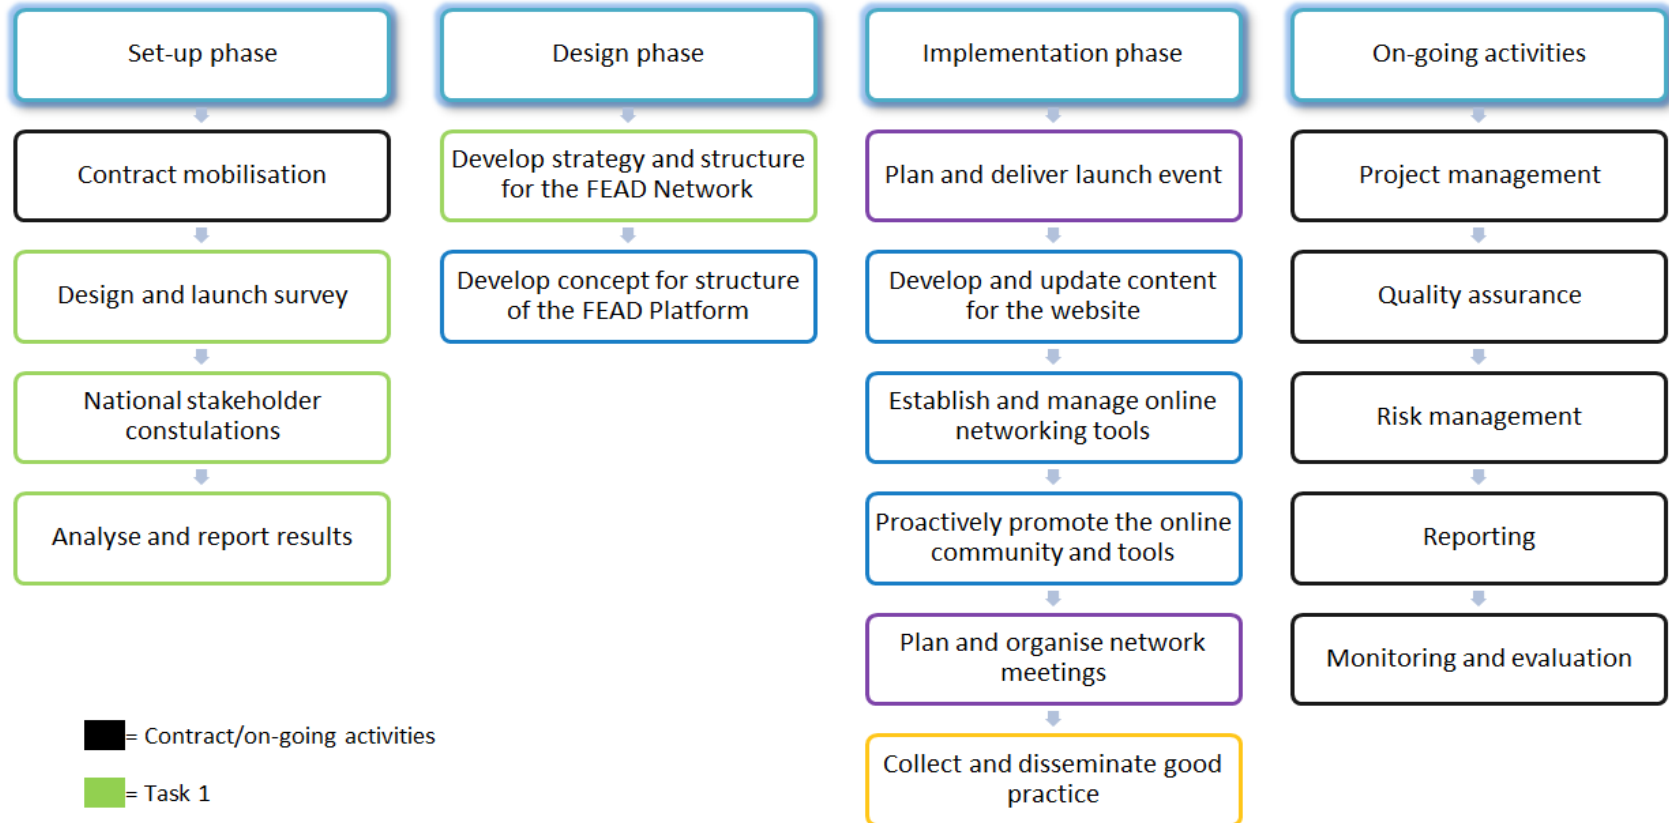 Set-up phase
Contract mobilisation
Design and launch survey
National stakeholder
constulations
Analyse and report results
Design phase
Develop strategy and structure
for the FEAD Network
Develop concept for structure
of the FEAD Platform
Implementation phase
Plan and deliver launch event
Develop and update content
for the website
Establish and manage online
networking tools
Proactively promote the online
community and tools
Plan and organise network
meetings
Collect and disseminate good
practice
On-going activities
Project management
Quality assurance
Risk management
Reporting
Monitoring and evaluation
= Contract/on-going activities
= Task 1